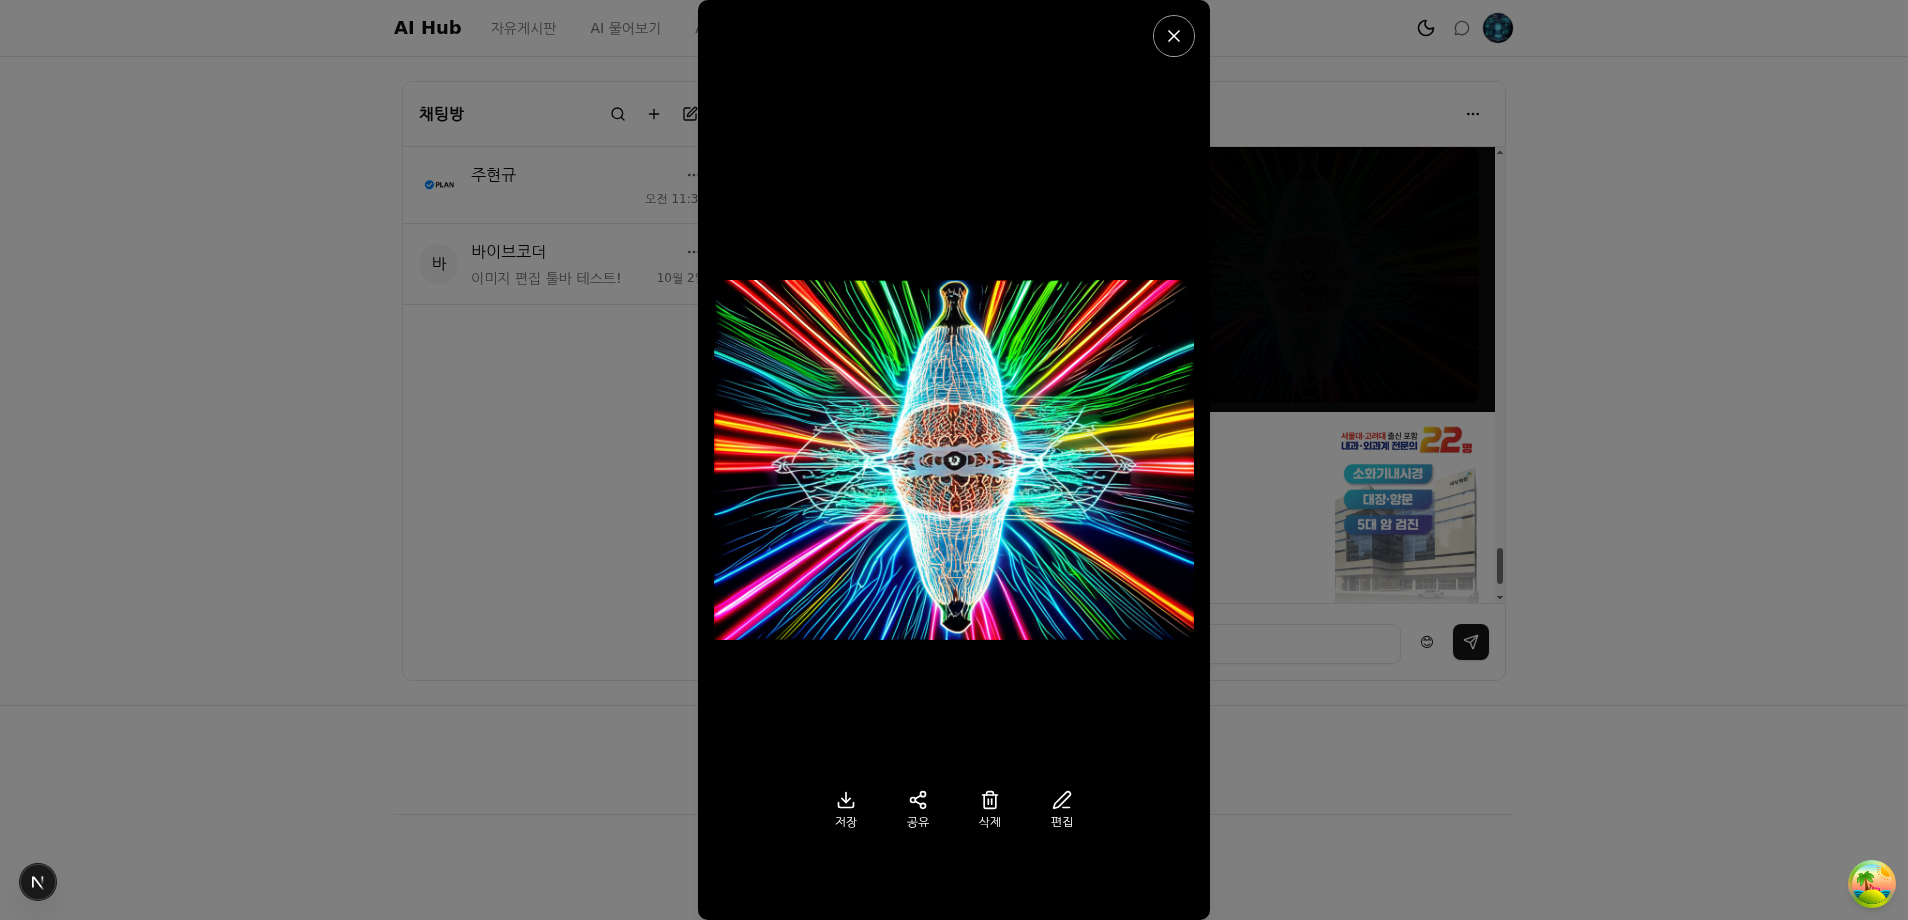 AI Hub
자유게시판
AI 물어보기
채팅방
PLAN
주현규
오전 11:3
바
바이브코더
이미지 편집 툴바 테스트!
10월 2
서울대·고려대 출신 포함
내과·외과계 전문의 22명
소화기내시경
대장·항문
5대 암 검진
저장
공유
삭제
편집
N